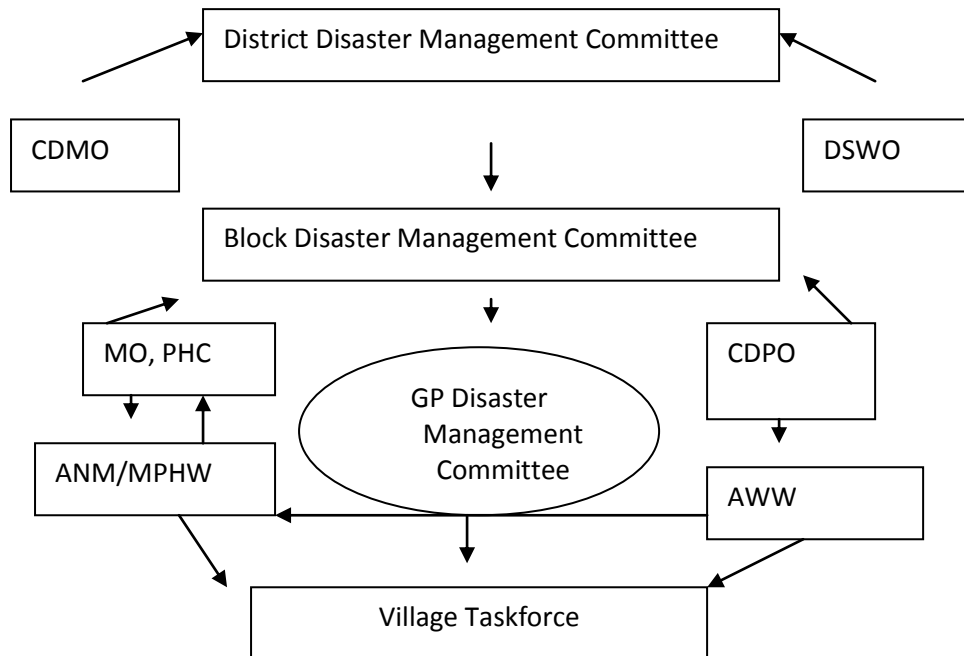 District Disaster Management Committee
CDMO
DSWO
Block Disaster Management Committee
MO, PHC
CDPO
GP Disaster
Management
Committee
ANM/MPHW
AWW
Village Taskforce